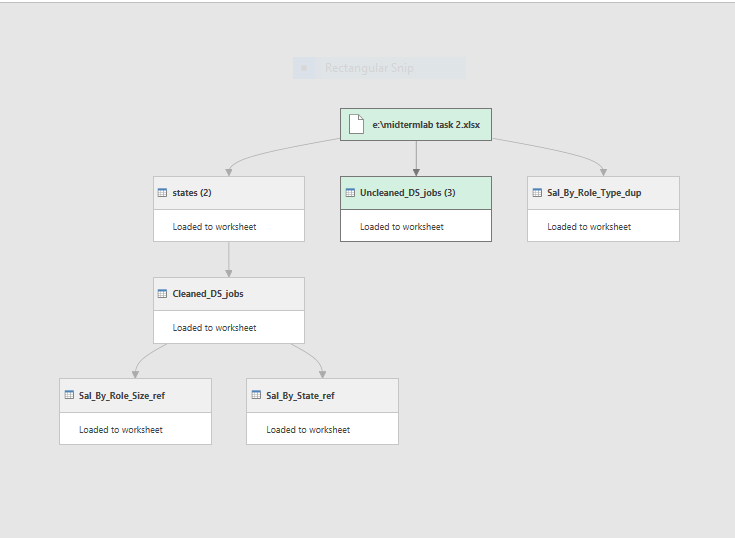 Rectangular Snip
e:\midtermlab task 2.xlsx
states (2)
Loaded to worksheet
Uncleaned_DS_jobs (3)
Loaded to worksheet
Sal_By_Role_Type_dup
Loaded to worksheet
Cleaned_DS_jobs
Loaded to worksheet
Sal_By_Role_Size_ref
Loaded to worksheet
Sal_By_State_ref
Loaded to worksheet